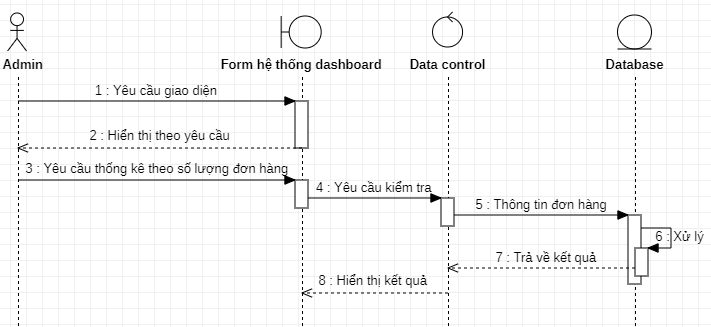 Admin
Form hệ thống dashboard
Data control
Database
1 : Yêu cầu giao diện
2 : Hiển thị theo yêu cầu
3 : Yêu cầu thống kê theo số lượng đơn hàng
4 : Yêu cầu kiểm tra
5 : Thông tin đơn hàng
6 : Xử lý
7 : Trả về kết quả
8 : Hiển thị kết quả